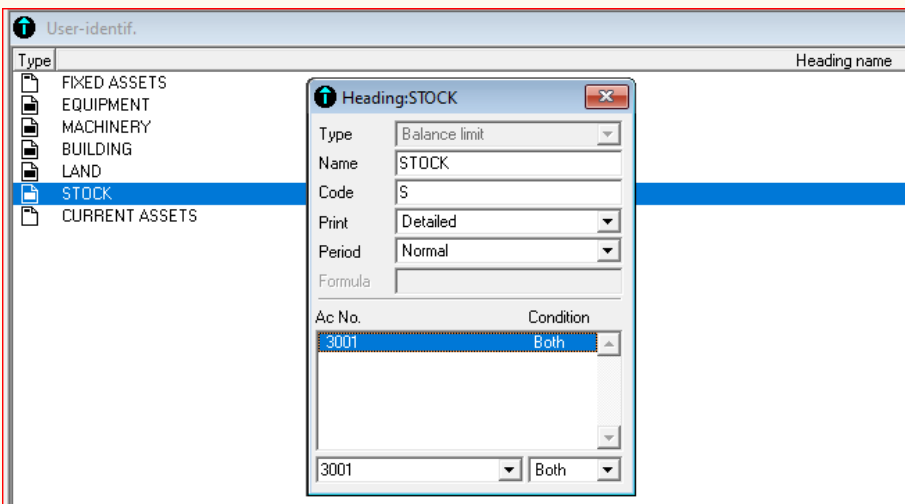 User-identif.
Type Heading name
FIXED ASSETS
EQUIPMENT
MACHINERY
BUILDING
LAND
STOCK
CURRENT ASSETS
Heading:STOCK
Type Balance limit
Name STOCK
Code S
Print Detailed
Period Normal
Formula
Ac No. Condition
3001 Both
3001 Both